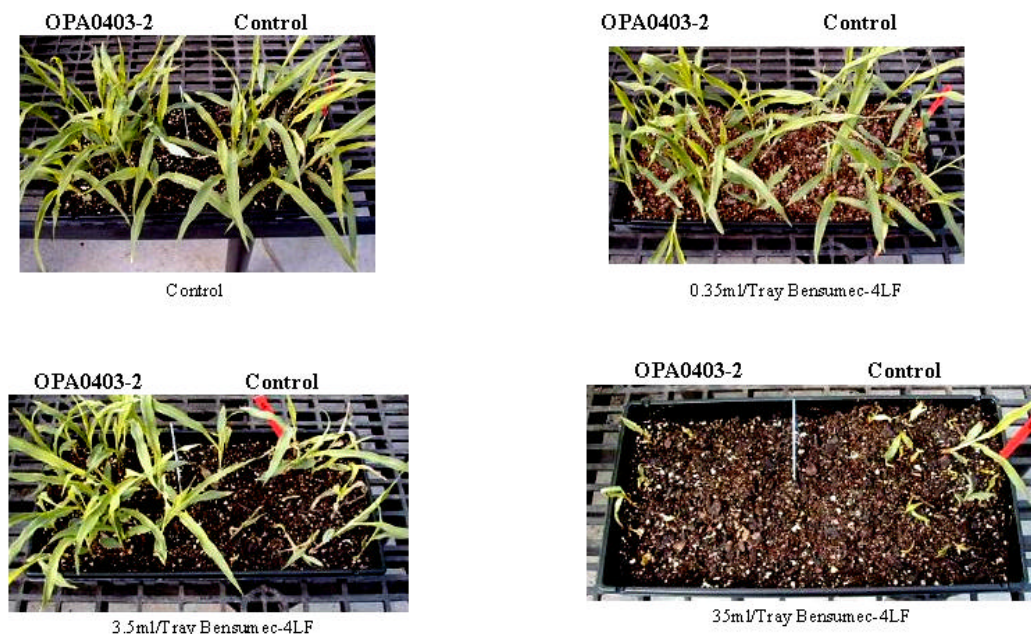 OPA0403-2 Control
OPA0403-2 Control
Control
0.35ml/Tray Bensumec-4LF
OPA0403-2 Control
OPA0403-2 Control
3.5ml/Tray Bensumec-4LF
35ml/Tray Bensumec-4LF